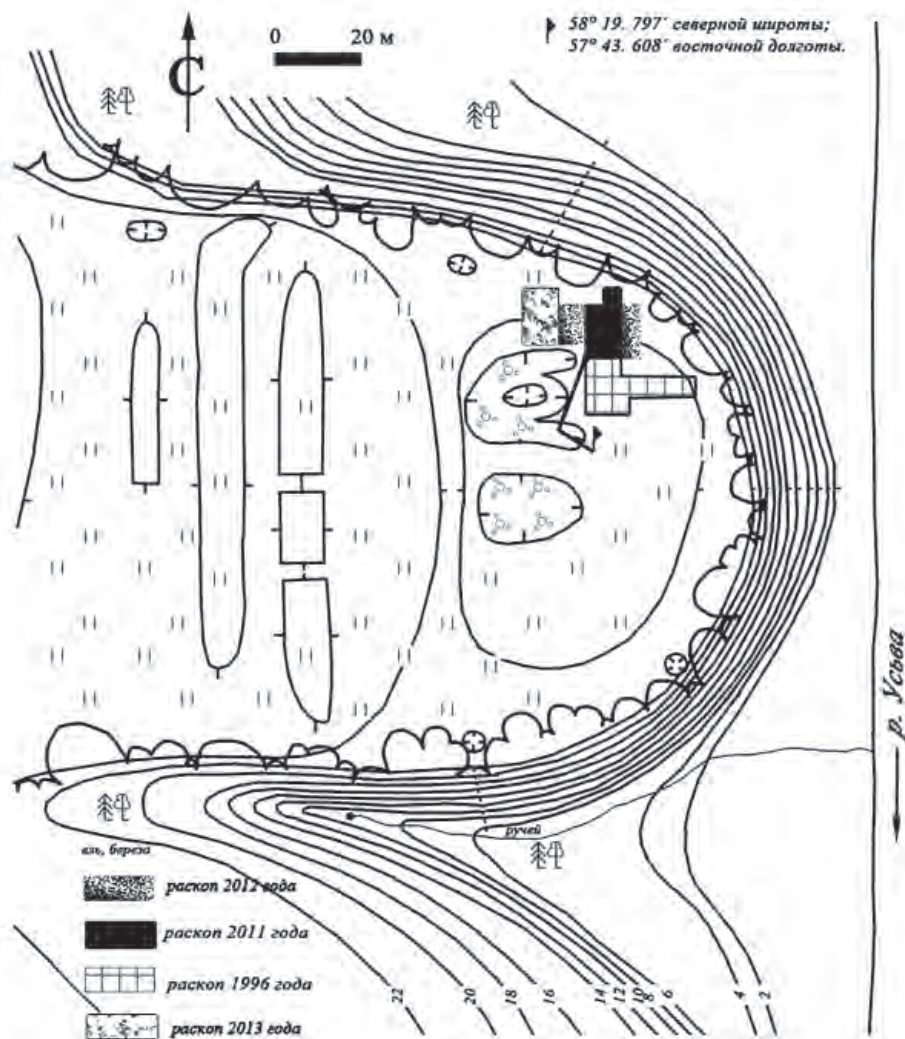 0 20 м
58° 19. 797´ северной широты;
57° 43. 608´ восточной долготы.
С
р. Усьва
ручей
ель, береза
раскоп 2012 года
раскоп 2011 года
раскоп 1996 года
раскоп 2013 года
22 20 18 16 14 12 10 8 6 4 2